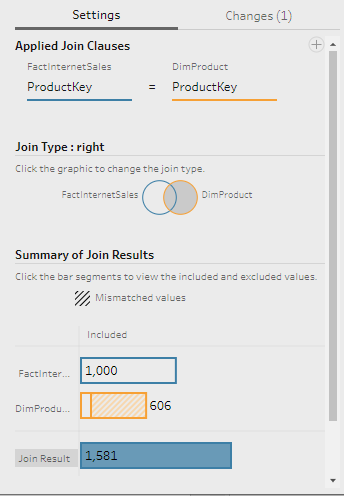 Settings Changes (1)
Applied Join Clauses
FactInternetSales DimProduct
ProductKey = ProductKey
Join Type : right
Click the graphic to change the join type.
FactInternetSales DimProduct
Summary of Join Results
Click the bar segments to view the included and excluded values.
Mismatched values
Included
FactInter... 1,000
DimProdu... 606
Join Result 1,581